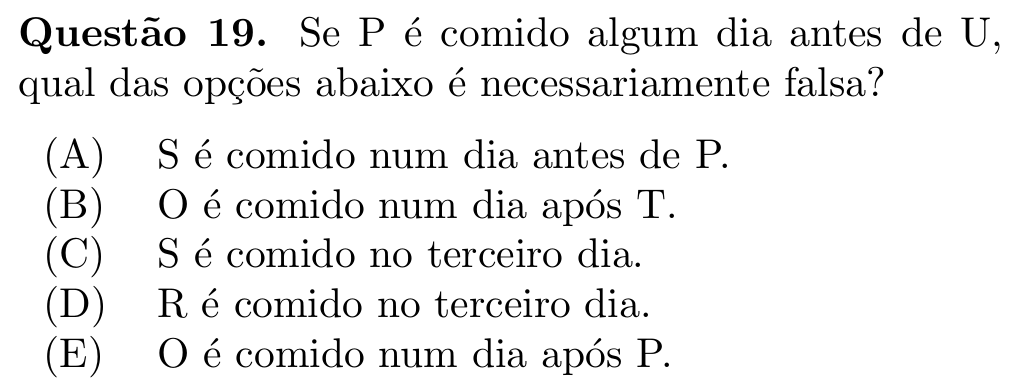 Questão 19. Se P é comido algum dia antes de U,
qual das opções abaixo é necessariamente falsa?
(A) S é comido num dia antes de P.
(B) O é comido num dia após T.
(C) S é comido no terceiro dia.
(D) R é comido no terceiro dia.
(E) O é comido num dia após P.